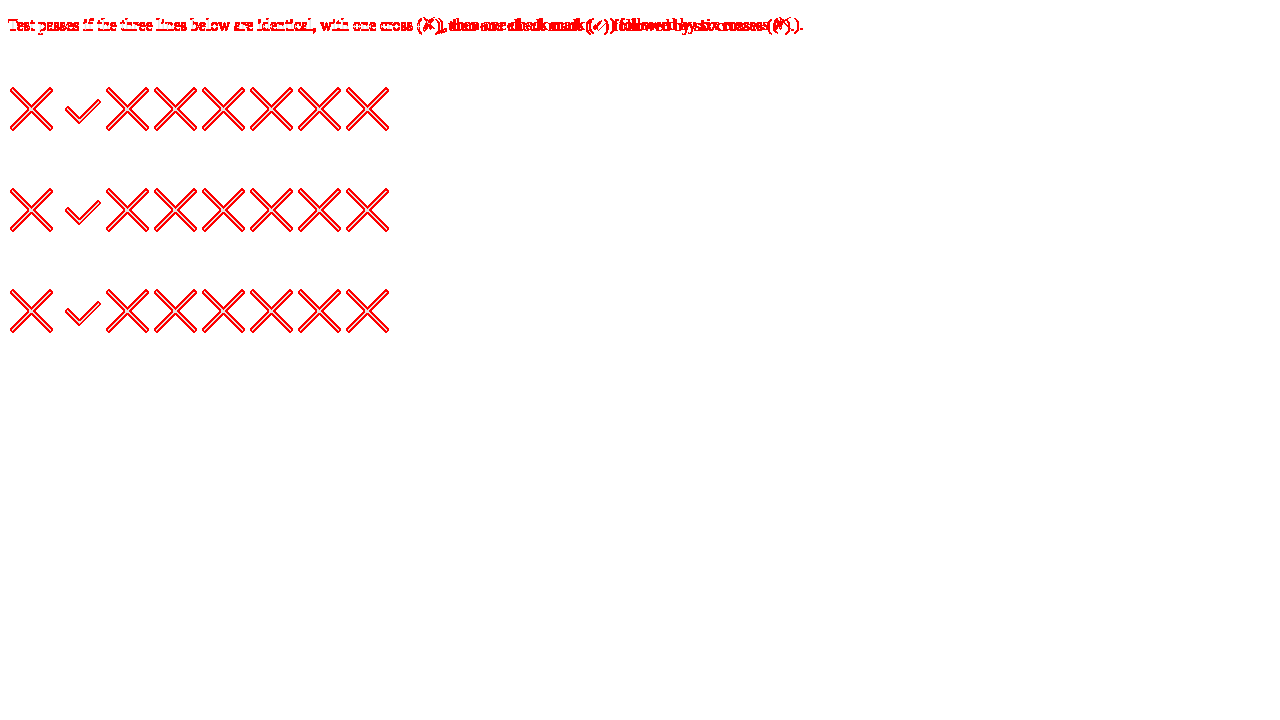 Test passes if the three lines below are identical, with one cross (✗), then one check mark (✓) followed by six crosses (✗).
✗✓✗✗✗✗✗✗
✗✓✗✗✗✗✗✗
✗✓✗✗✗✗✗✗